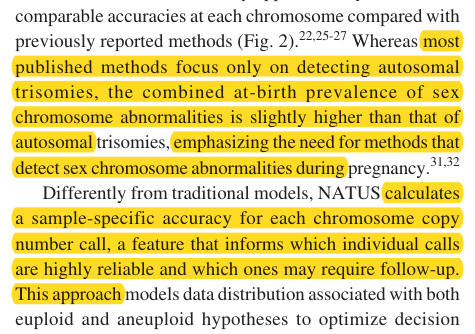 comparable accuracies at each chromosome compared with
previously reported methods (Fig. 2).22,25-27 Whereas most
published methods focus only on detecting autosomal
trisomies, the combined at-birth prevalence of sex
chromosome abnormalities is slightly higher than that of
autosomal trisomies, emphasizing the need for methods that
detect sex chromosome abnormalities during pregnancy.31,32
Differently from traditional models, NATUS calculates
a sample-specific accuracy for each chromosome copy
number call, a feature that informs which individual calls
are highly reliable and which ones may require follow-up.
This approach models data distribution associated with both
euploid and aneuploid hypotheses to optimize decision